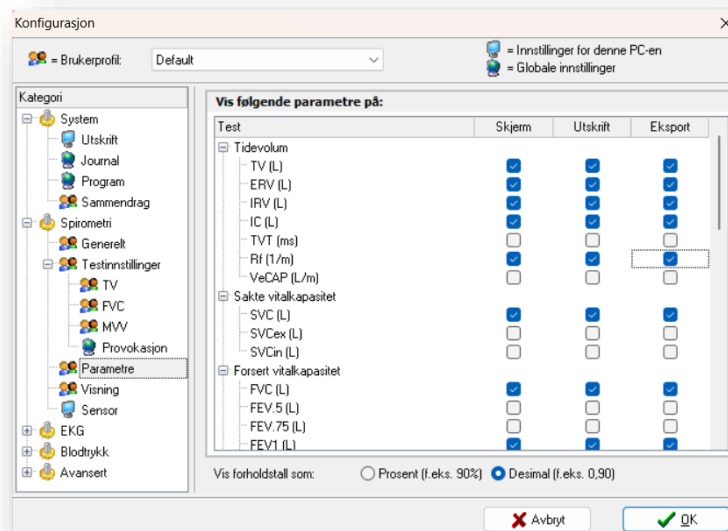 Konfigurasjon
= Brukerprofil: Default
= Innstillinger for denne PC-en
= Globale innstillinger
Kategori
System
Utskrift
Journal
Program
Sammendrag
Spirometri
Generelt
Testinnstillinger
TV
FVC
MVV
Provokasjon
Parametre
Visning
Sensor
EKG
Blodtrykk
Avansert
Vis følgende parametre på:
Test Skjerm Utskrift Eksport
Tidevolum
TV (L)
ERV (L)
IRV (L)
IC (L)
TVT (ms)
Rf (1/m)
VeCAP (L/m)
Sakte vitalkapasitet
SVC (L)
SVCex (L)
SVCin (L)
Forsert vitalkapasitet
FVC (L)
FEV.5 (L)
FEV.75 (L)
FEV1 (L)
Vis forholdstall som: Prosent (f.eks. 90%) Desimal (f.eks. 0,90)
Avbryt OK